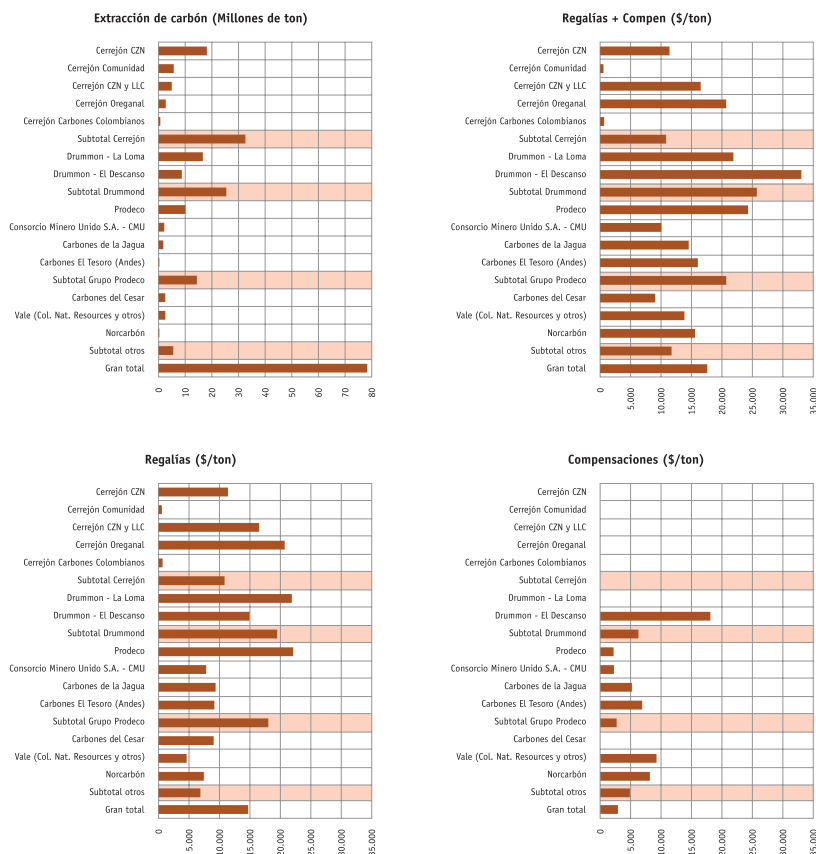 Extracción de carbón (Millones de ton)
Cerrejón CZN
Cerrejón Comunidad
Cerrejón CZN y LLC
Cerrejón Oreganal
Cerrejón Carbones Colombianos
Subtotal Cerrejón
Drummon - La Loma
Drummon - El Descanso
Subtotal Drummond
Prodeco
Consorcio Minero Unido S.A. - CMU
Carbones de la Jagua
Carbones El Tesoro (Andes)
Subtotal Grupo Prodeco
Carbones del Cesar
Vale (Col. Nat. Resources y otros)
Norcarbón
Subtotal otros
Gran total
0 10 20 30 40 50 60 70 80
Regalías + Compen ($/ton)
Cerrejón CZN
Cerrejón Comunidad
Cerrejón CZN y LLC
Cerrejón Oreganal
Cerrejón Carbones Colombianos
Subtotal Cerrejón
Drummon - La Loma
Drummon - El Descanso
Subtotal Drummond
Prodeco
Consorcio Minero Unido S.A. - CMU
Carbones de la Jagua
Carbones El Tesoro (Andes)
Subtotal Grupo Prodeco
Carbones del Cesar
Vale (Col. Nat. Resources y otros)
Norcarbón
Subtotal otros
Gran total
0 5.000 10.000 15.000 20.000 25.000 30.000 35.000
Regalías ($/ton)
Cerrejón CZN
Cerrejón Comunidad
Cerrejón CZN y LLC
Cerrejón Oreganal
Cerrejón Carbones Colombianos
Subtotal Cerrejón
Drummon - La Loma
Drummon - El Descanso
Subtotal Drummond
Prodeco
Consorcio Minero Unido S.A. - CMU
Carbones de la Jagua
Carbones El Tesoro (Andes)
Subtotal Grupo Prodeco
Carbones del Cesar
Vale (Col. Nat. Resources y otros)
Norcarbón
Subtotal otros
Gran total
0 5.000 10.000 15.000 20.000 25.000 30.000 35.000
Compensaciones ($/ton)
Cerrejón CZN
Cerrejón Comunidad
Cerrejón CZN y LLC
Cerrejón Oreganal
Cerrejón Carbones Colombianos
Subtotal Cerrejón
Drummon - La Loma
Drummon - El Descanso
Subtotal Drummond
Prodeco
Consorcio Minero Unido S.A. - CMU
Carbones de la Jagua
Carbones El Tesoro (Andes)
Subtotal Grupo Prodeco
Carbones del Cesar
Vale (Col. Nat. Resources y otros)
Norcarbón
Subtotal otros
Gran total
0 5.000 10.000 15.000 20.000 25.000 30.000 35.000